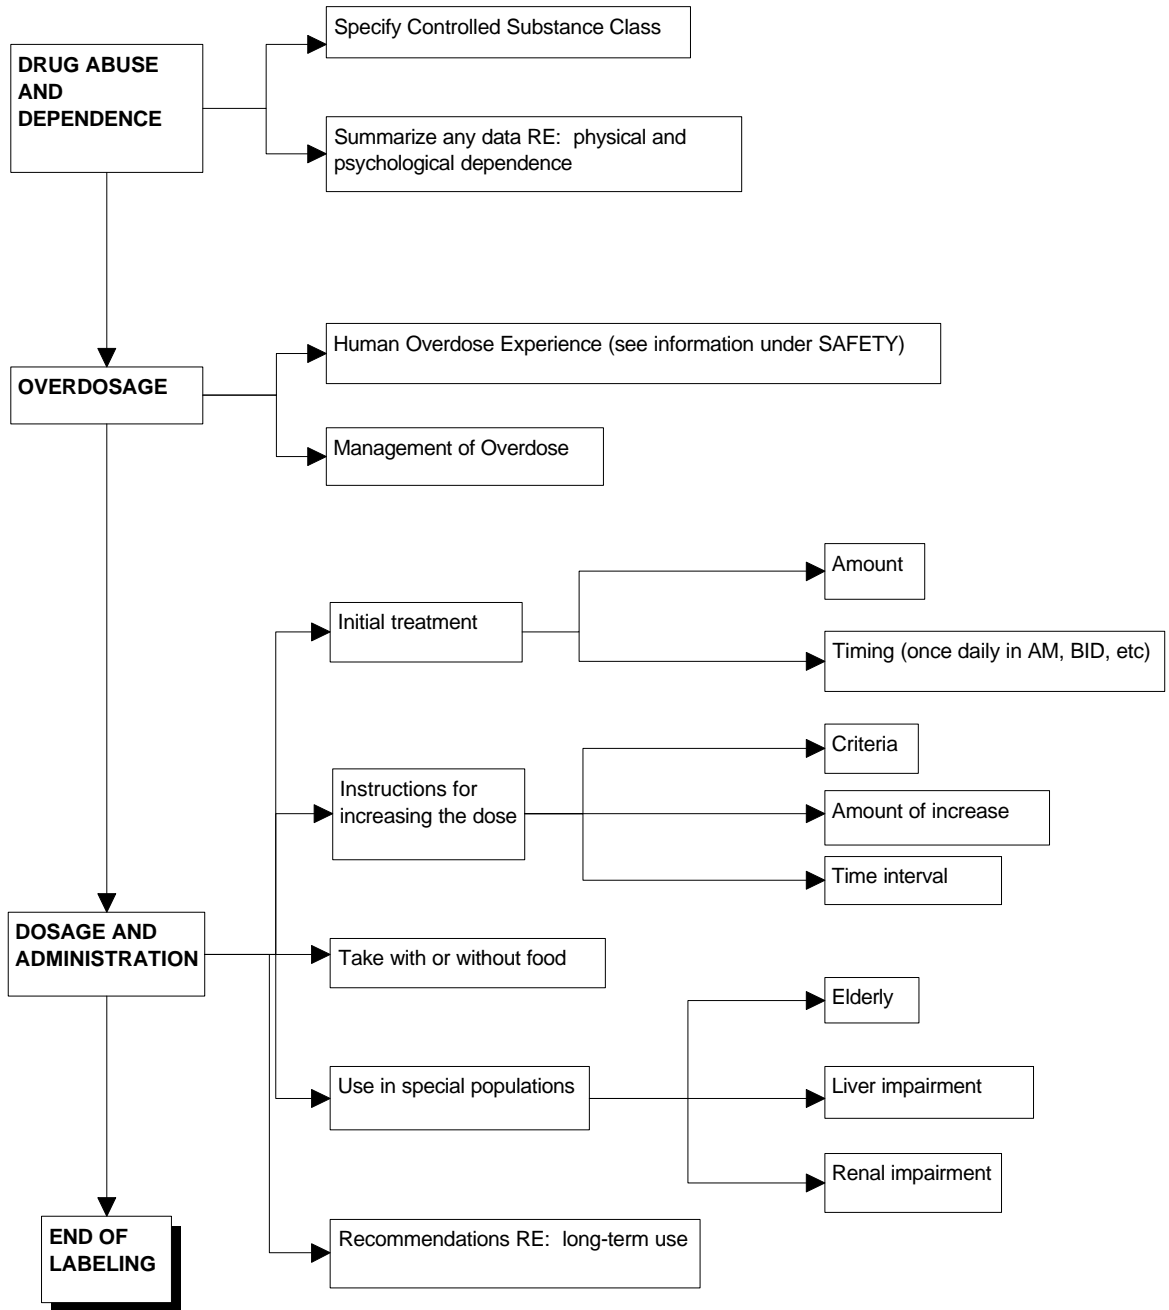 Specify Controlled Substance Class
DRUG ABUSE
AND
DEPENDENCE
Summarize any data RE:  physical and
psychological dependence
Human Overdose Experience (see information under SAFETY)
OVERDOSAGE
Management of Overdose
Amount
Initial treatment
Timing (once daily in AM, BID, etc)
Criteria
Instructions for
increasing the dose
Amount of increase
Time interval
DOSAGE AND
ADMINISTRATION
Take with or without food
Elderly
Use in special populations
Liver impairment
Renal impairment
END OF
LABELING
Recommendations RE:  long-term use